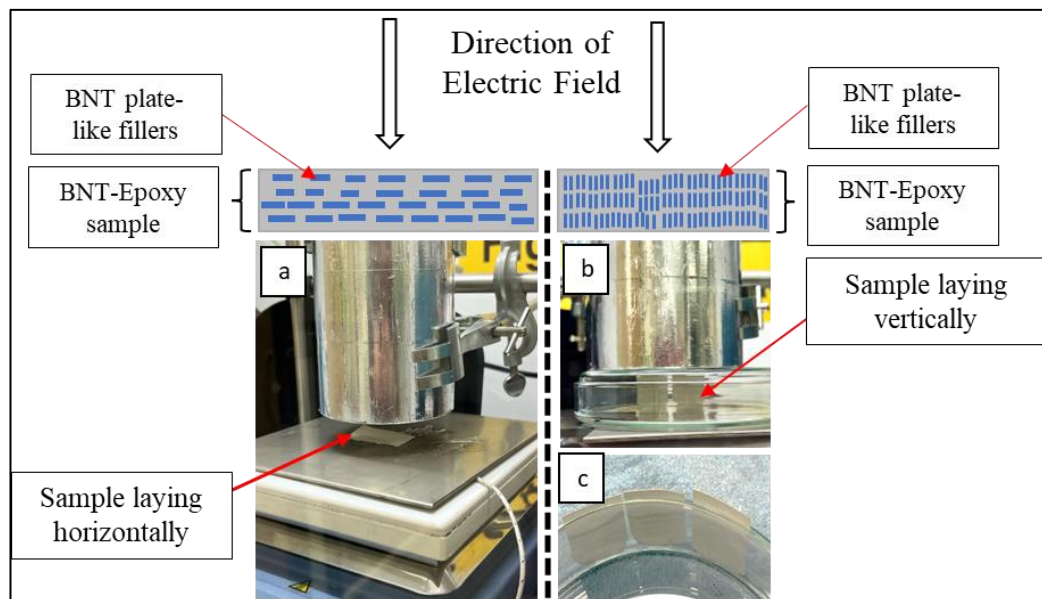 Direction of
Electric Field
BNT plate-
like fillers
BNT-Epoxy
sample
BNT plate-
like fillers
BNT-Epoxy
sample
a
b
Sample laying
vertically
c
Sample laying
horizontally